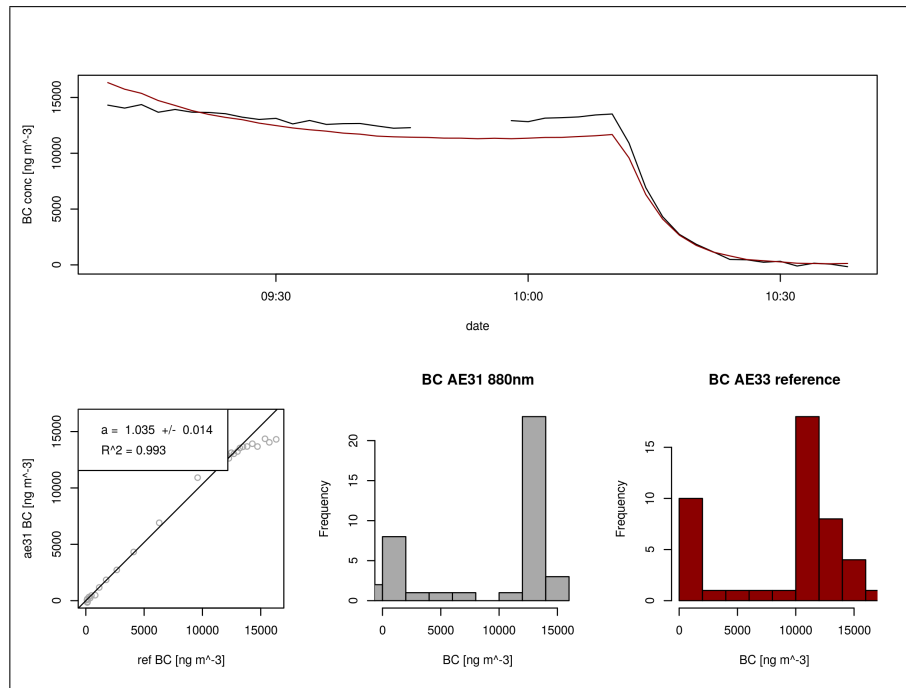 BC conc [ng m^-3]
15000
10000
5000
0
09:30
10:00
10:30
date
BC AE31 880nm
BC AE33 reference
a = 1.035 +/- 0.014
R^2 = 0.993
ae31 BC [ng m^-3]
15000
10000
5000
0
0
5000
10000
15000
ref BC [ng m^-3]
Frequency
20
15
10
5
0
0
5000
10000
15000
BC [ng m^-3]
Frequency
15
10
5
0
0
5000
10000
15000
BC [ng m^-3]